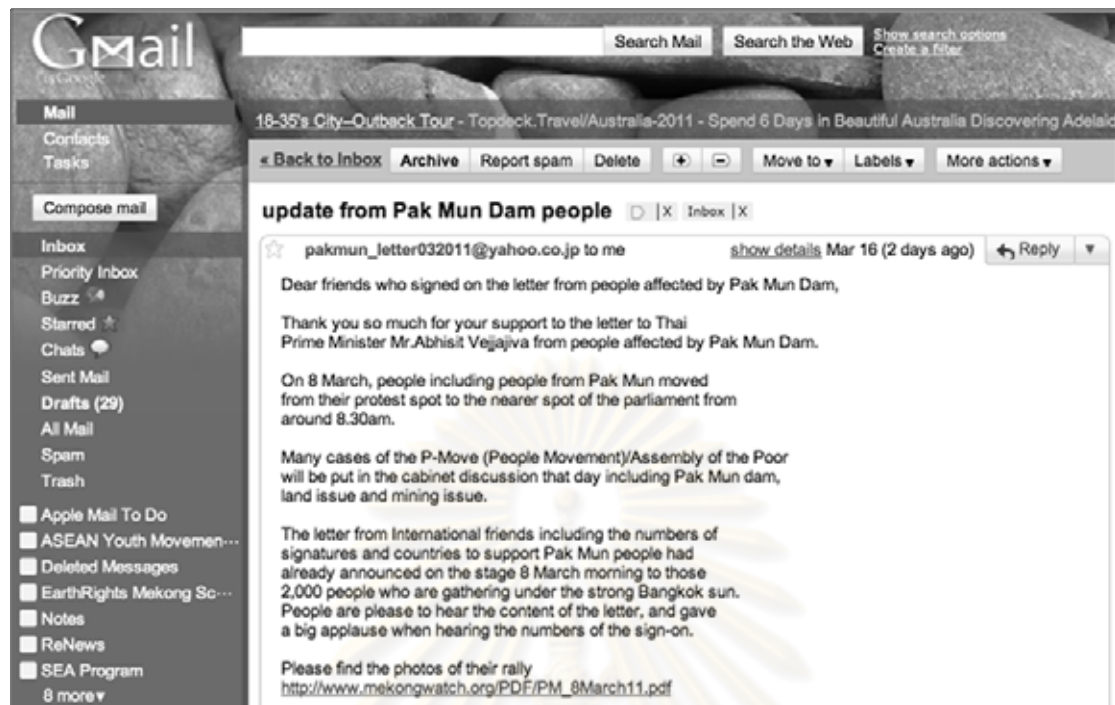 Gmail
by Google
Search Mail Search the Web Show search options
Create a filter
Mail
Contacts
Tasks
Compose mail
Inbox
Priority Inbox
Buzz
Starred
Chats
Sent Mail
Drafts (29)
All Mail
Spam
Trash
Apple Mail To Do
ASEAN Youth Movemen...
Deleted Messages
EarthRights Mekong Sc...
Notes
ReNews
SEA Program
8 more▾
18-35's City–Outback Tour - Topdeck.Travel/Australia-2011 - Spend 6 Days in Beautiful Australia Discovering Adelaid
« Back to Inbox Archive Report spam Delete Move to ▾ Labels ▾ More actions ▾
update from Pak Mun Dam people X Inbox X
pakmun_letter032011@yahoo.co.jp to me show details Mar 16 (2 days ago) Reply ▾
Dear friends who signed on the letter from people affected by Pak Mun Dam,
Thank you so much for your support to the letter to Thai
Prime Minister Mr.Abhisit Vejjajiva from people affected by Pak Mun Dam.
On 8 March, people including people from Pak Mun moved
from their protest spot to the nearer spot of the parliament from
around 8.30am.
Many cases of the P-Move (People Movement)/Assembly of the Poor
will be put in the cabinet discussion that day including Pak Mun dam,
land issue and mining issue.
The letter from International friends including the numbers of
signatures and countries to support Pak Mun people had
already announced on the stage 8 March morning to those
2,000 people who are gathering under the strong Bangkok sun.
People are please to hear the content of the letter, and gave
a big applause when hearing the numbers of the sign-on.
Please find the photos of their rally
http://www.mekongwatch.org/PDF/PM_8March11.pdf